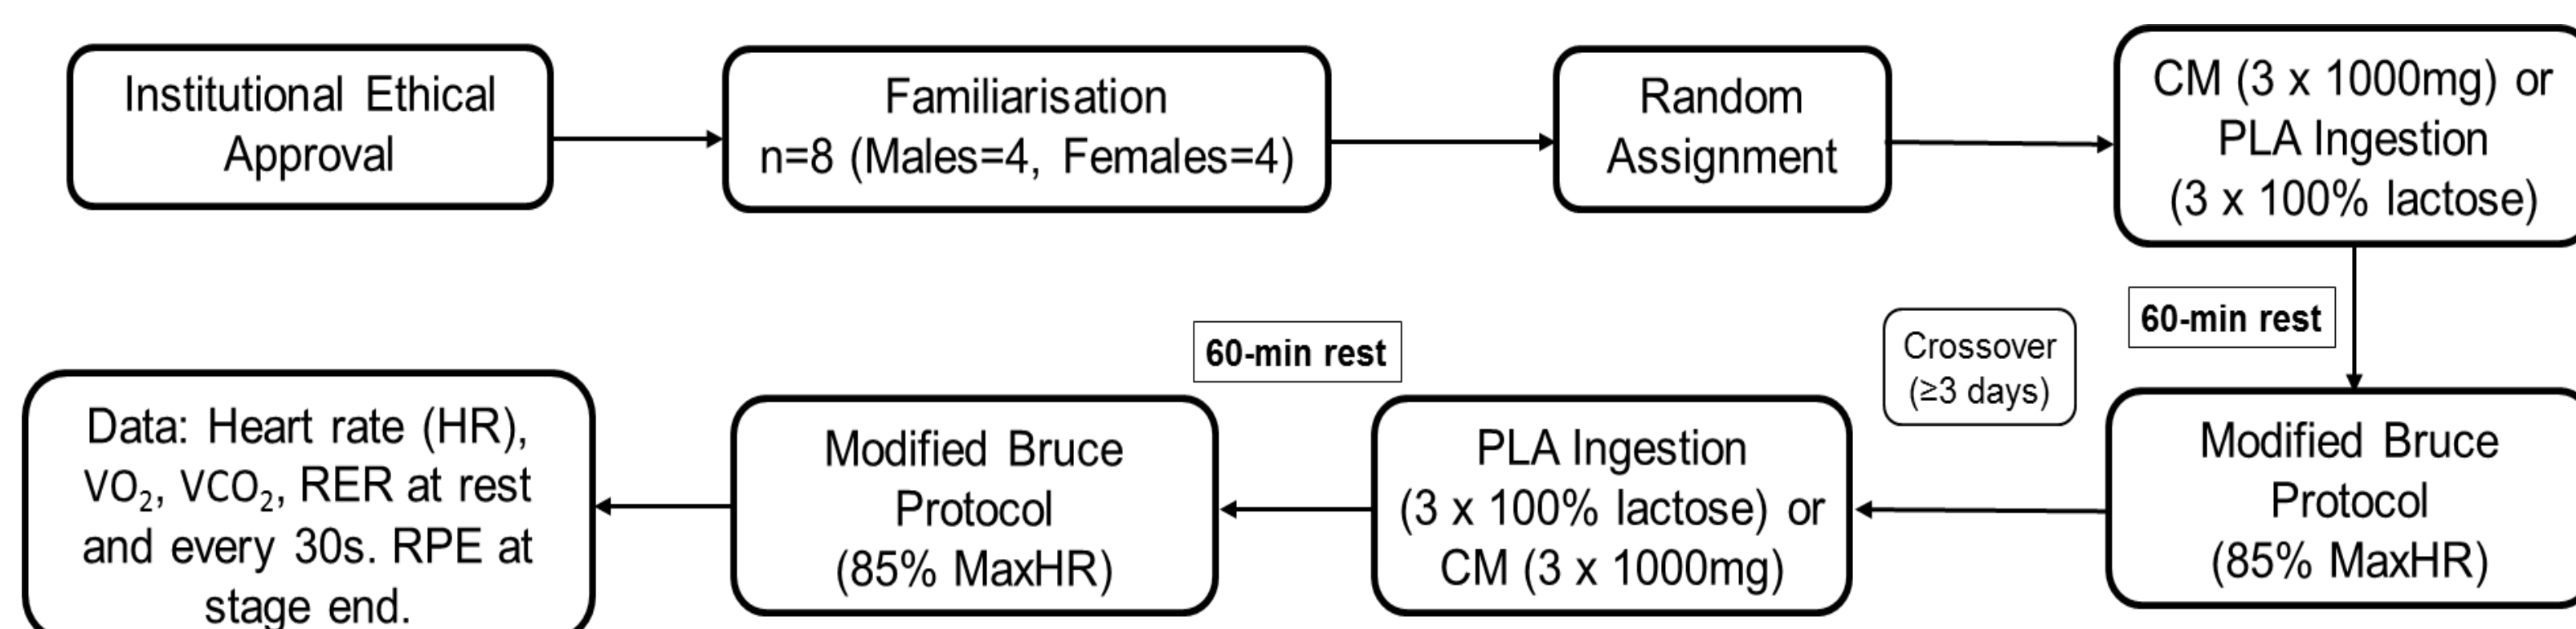 Institutional Ethical
Approval
Familiarisation
n=8 (Males=4, Females=4)
Random
Assignment
CM (3 x 1000mg) or
PLA Ingestion
(3 x 100% lactose)
60-min rest
Modified Bruce
Protocol
(85% MaxHR)
Crossover
(≥3 days)
PLA Ingestion
(3 x 100% lactose) or
CM (3 x 1000mg)
60-min rest
Modified Bruce
Protocol
(85% MaxHR)
Data: Heart rate (HR),
VO₂, VCO₂, RER at rest
and every 30s. RPE at
stage end.